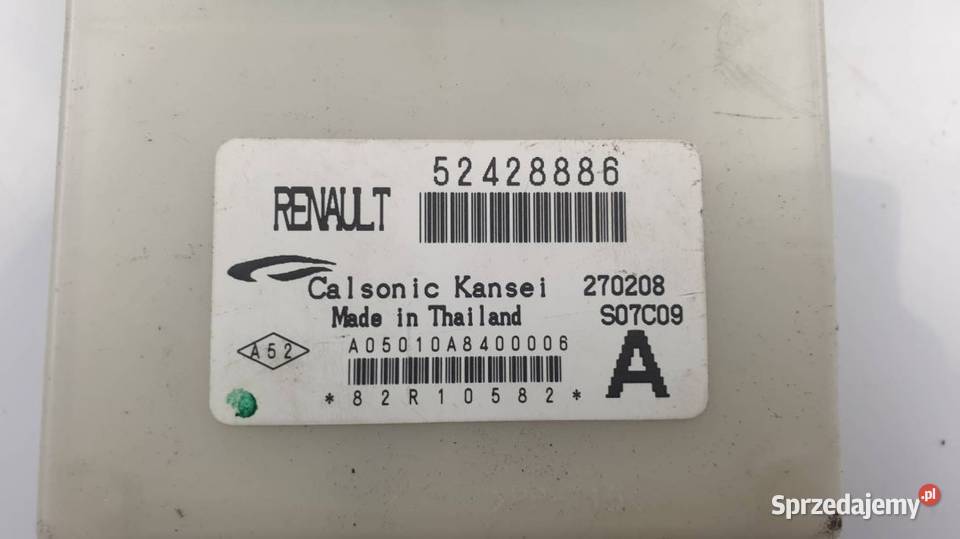 52428886
RENAULT
Calsonic Kansei 270208
Made in Thailand S07C09
A52 A05010A8400006 A
*82R10582*
Sprzedajemy.pl